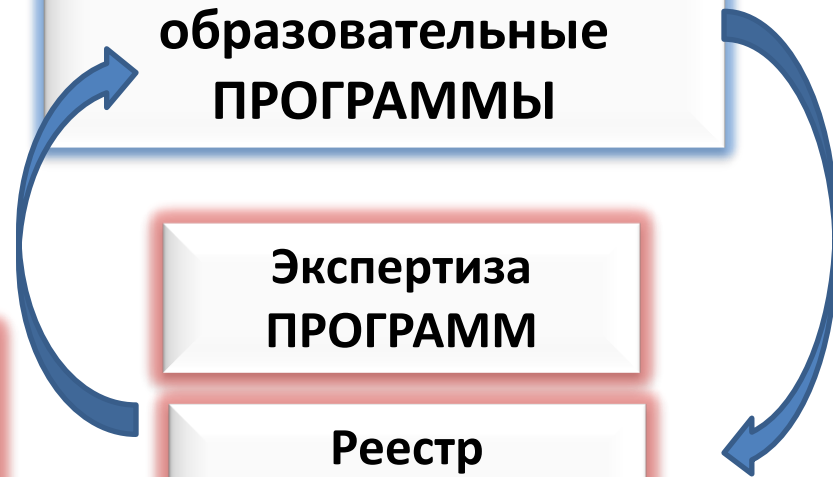 образовательные
ПРОГРАММЫ
Экспертиза
ПРОГРАММ
Реестр